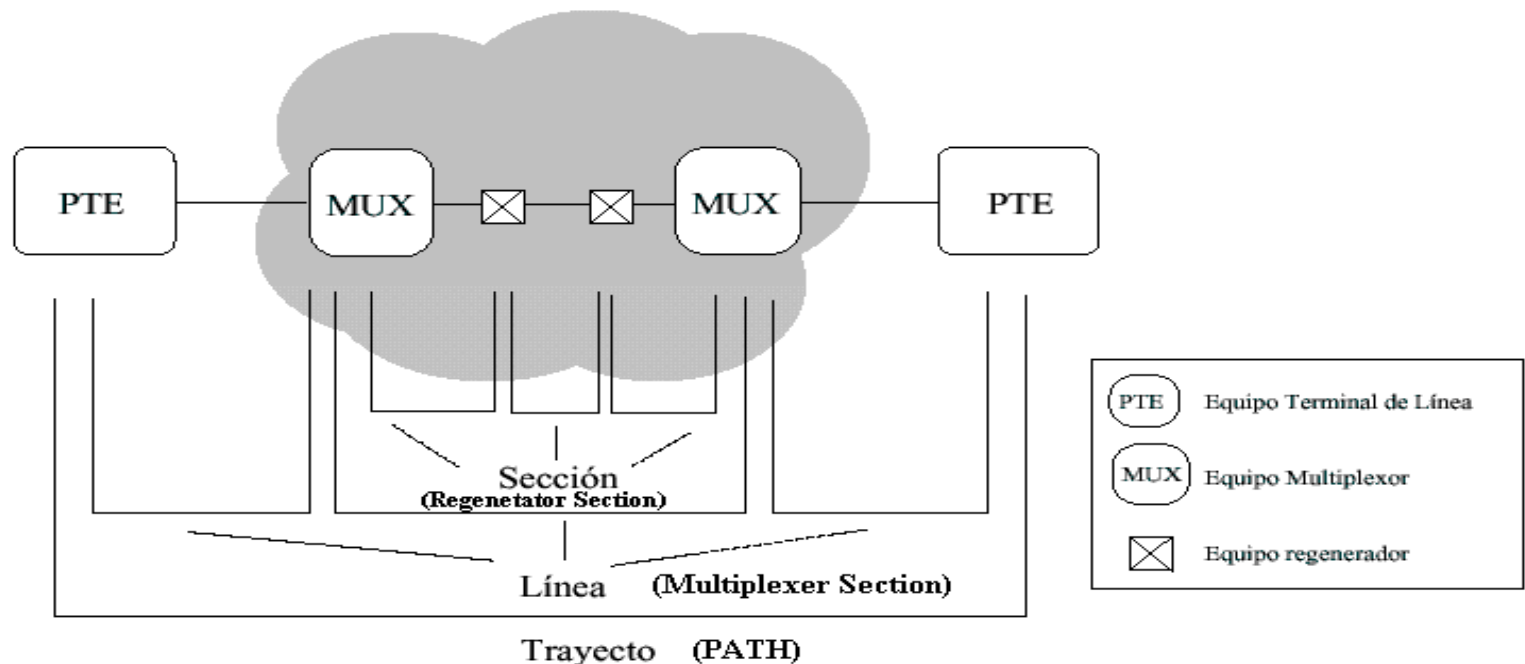 PTE
MUX
MUX
PTE
Sección
(Regenetator Section)
Línea (Multiplexer Section)
Trayecto (PATH)
PTE Equipo Terminal de Línea
MUX Equipo Multiplexor
Equipo regenerador